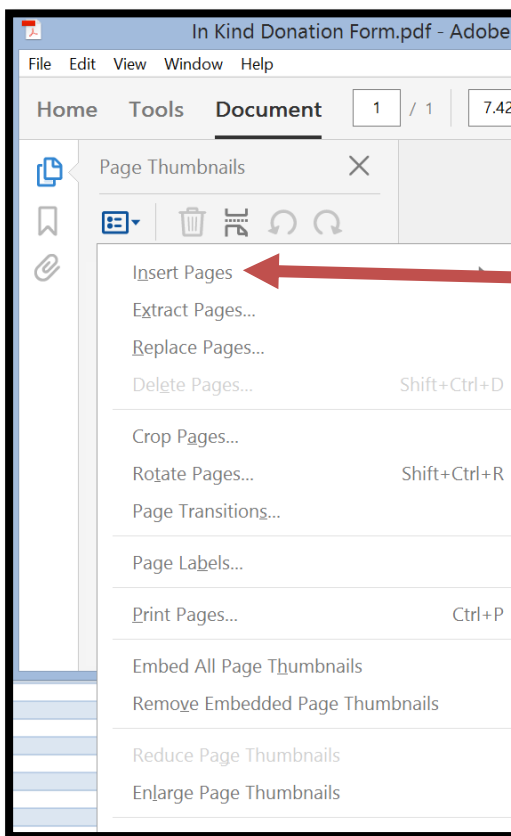 In Kind Donation Form.pdf - Adobe
File Edit View Window Help
Home Tools Document 1 / 1 7.42
Page Thumbnails
Insert Pages
Extract Pages...
Replace Pages...
Delete Pages... Shift+Ctrl+D
Crop Pages...
Rotate Pages... Shift+Ctrl+R
Page Transitions...
Page Labels...
Print Pages... Ctrl+P
Embed All Page Thumbnails
Remove Embedded Page Thumbnails
Reduce Page Thumbnails
Enlarge Page Thumbnails